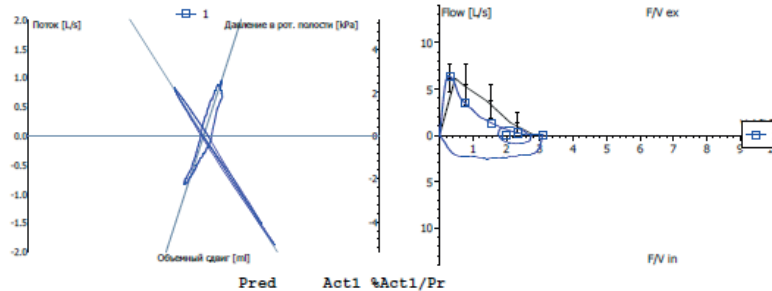 Поток [L/s]
1
Давление в рот. полости [kPa]
2.0
1.5
1.0
0.5
0.0
-0.5
-1.0
-1.5
-2.0
4
2
0
-2
-4
Объемный сдвиг [ml]
Flow [L/s]
F/V ex
10
5
0
5
10
1 2 3 4 5 6 7 8 9
F/V in
Pred Act1 %Act1/Pr